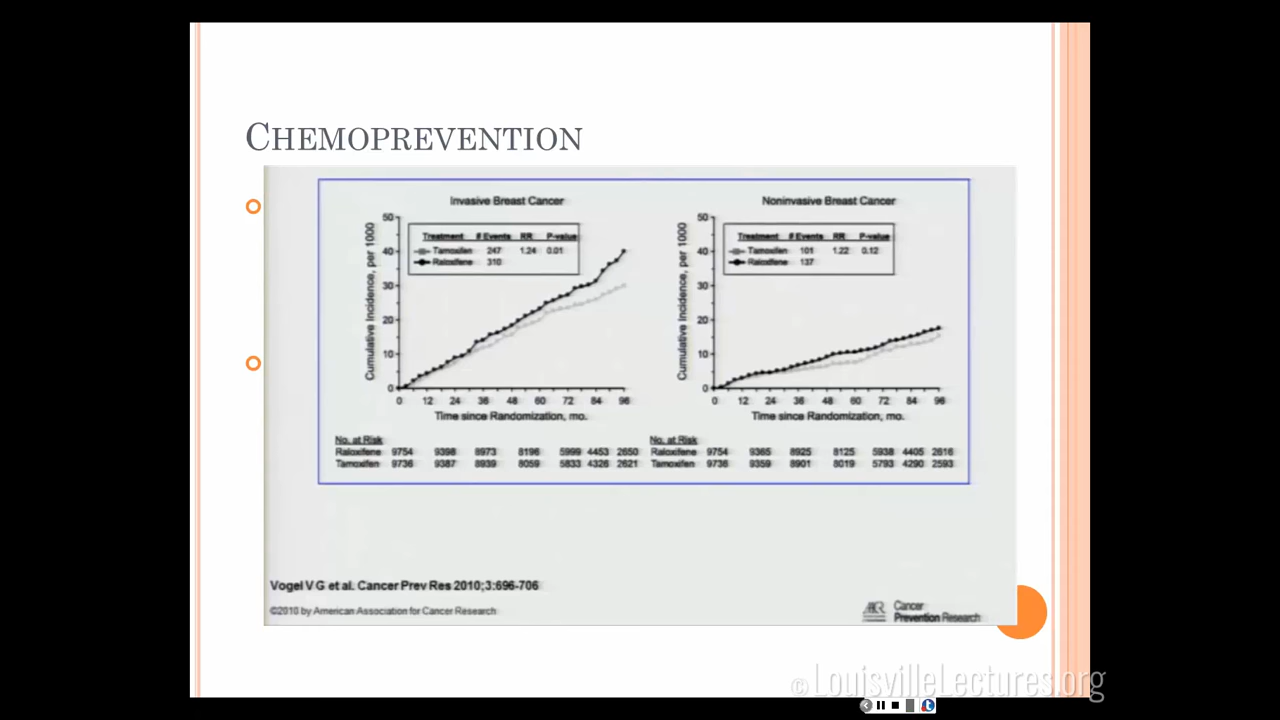 CHEMOPREVENTION
Invasive Breast Cancer
Cumulative Incidence, per 1000
50
40
30
20
10
0
Treatment # Events RR P-value
Tamoxifen 247 1.24 0.01
Raloxifene 310
0 12 24 36 48 60 72 84 96
Time since Randomization, mo.
No. at Risk
Raloxifene 9754 9398 8973 8196 5999 4453 2650
Tamoxifen 9736 9387 8939 8059 5833 4326 2621
Noninvasive Breast Cancer
Cumulative Incidence, per 1000
50
40
30
20
10
0
Treatment # Events RR P-value
Tamoxifen 101 1.22 0.12
Raloxifene 137
0 12 24 36 48 60 72 84 96
Time since Randomization, mo.
No. at Risk
Raloxifene 9754 9365 8925 8125 5938 4405 2616
Tamoxifen 9736 9359 8901 8019 5793 4290 2593
Vogel V G et al. Cancer Prev Res 2010;3:696-706
©2010 by American Association for Cancer Research
AACR
Cancer
Prevention Research
© LouisvilleLectures.org